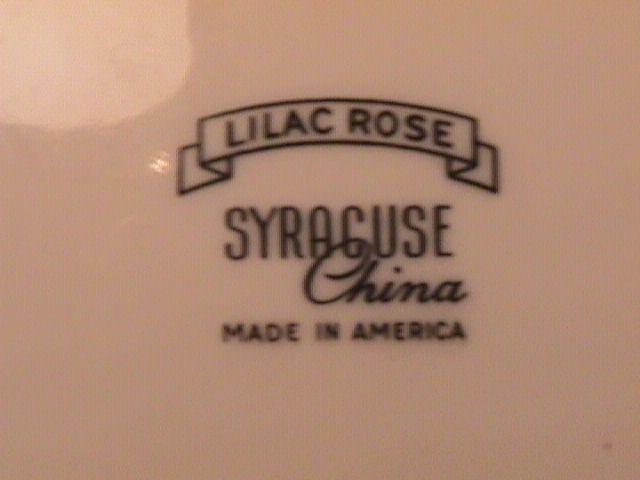 LILAC ROSE
SYRACUSE
China
MADE IN AMERICA